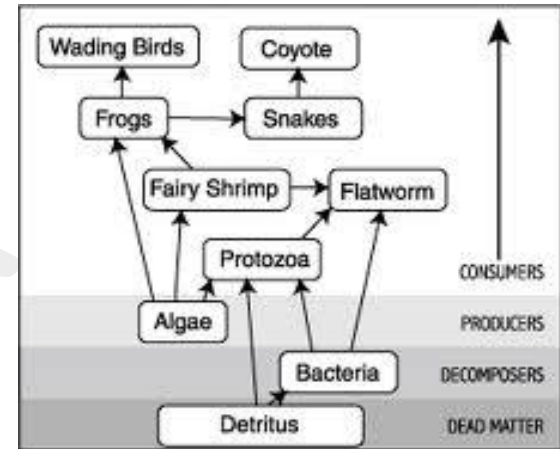 Wading Birds
Coyote
Frogs
Snakes
Fairy Shrimp
Flatworm
Protozoa
CONSUMERS
Algae
PRODUCERS
Bacteria
DECOMPOSERS
Detritus
DEAD MATTER